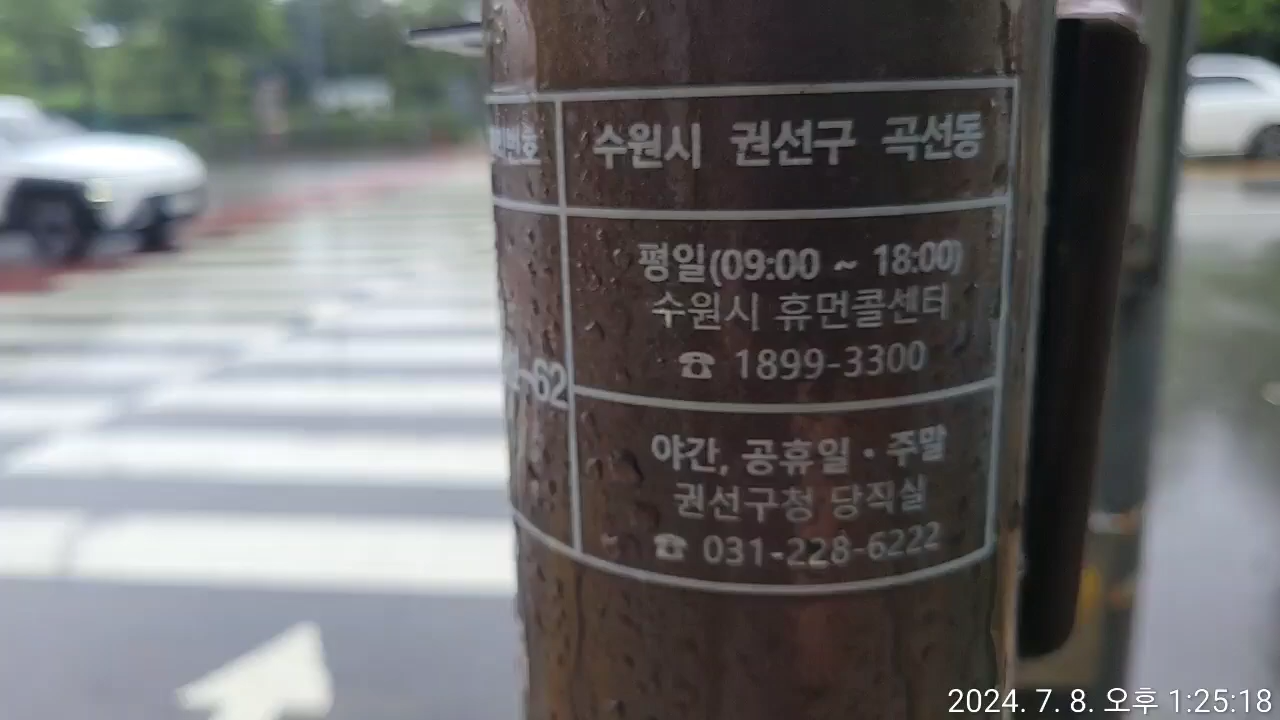 수원시 권선구 곡선동
평일(09:00 ~ 18:00)
수원시 휴먼콜센터
☎ 1899-3300
-62
야간, 공휴일 · 주말
권선구청 당직실
☎ 031-228-6222
2024. 7. 8. 오후 1:25:18